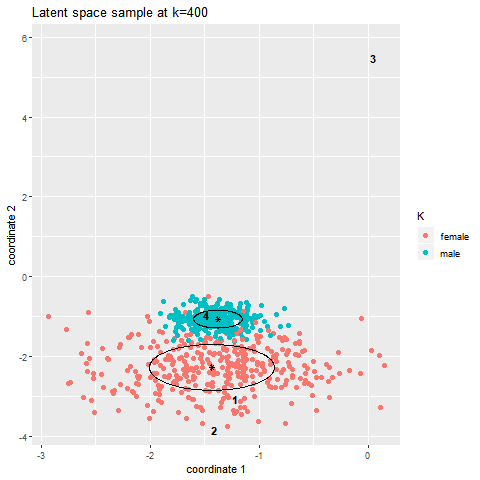 Latent space sample at k=400
6
4
2
0
-2
-4
-3
-2
-1
0
coordinate 2
coordinate 1
3
4
*
*
1
2
K
female
male